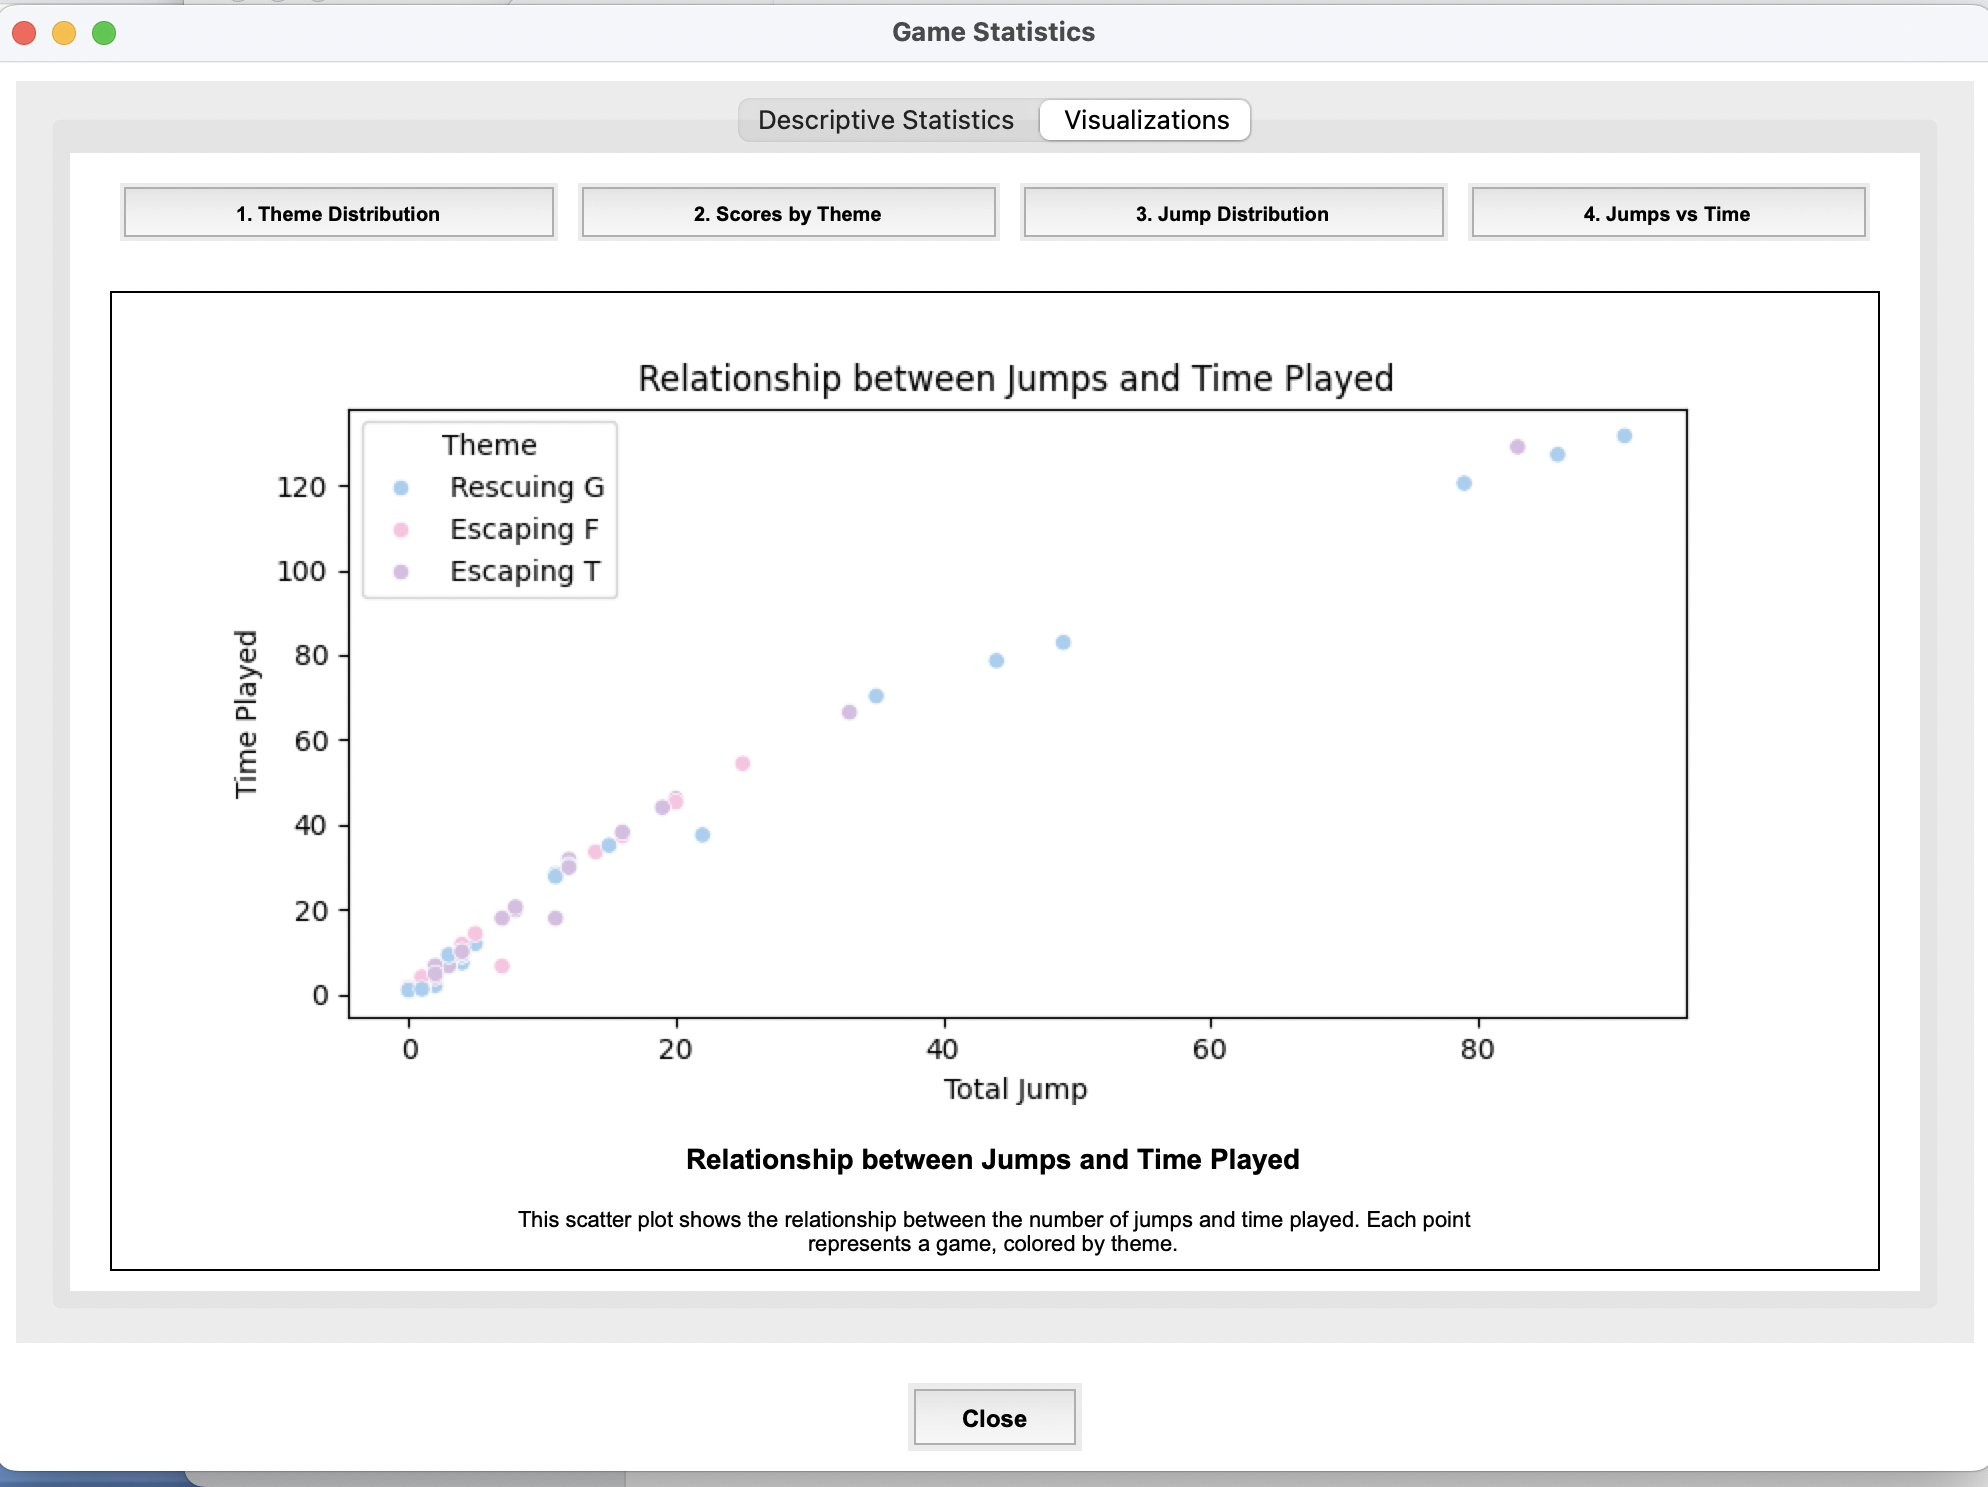 Game Statistics
Descriptive Statistics
Visualizations
1. Theme Distribution
2. Scores by Theme
3. Jump Distribution
4. Jumps vs Time
Relationship between Jumps and Time Played
Theme
Rescuing G
Escaping F
Escaping T
120
100
80
60
40
20
0
Time Played
0
20
40
60
80
Total Jump
Relationship between Jumps and Time Played
This scatter plot shows the relationship between the number of jumps and time played. Each point
represents a game, colored by theme.
Close